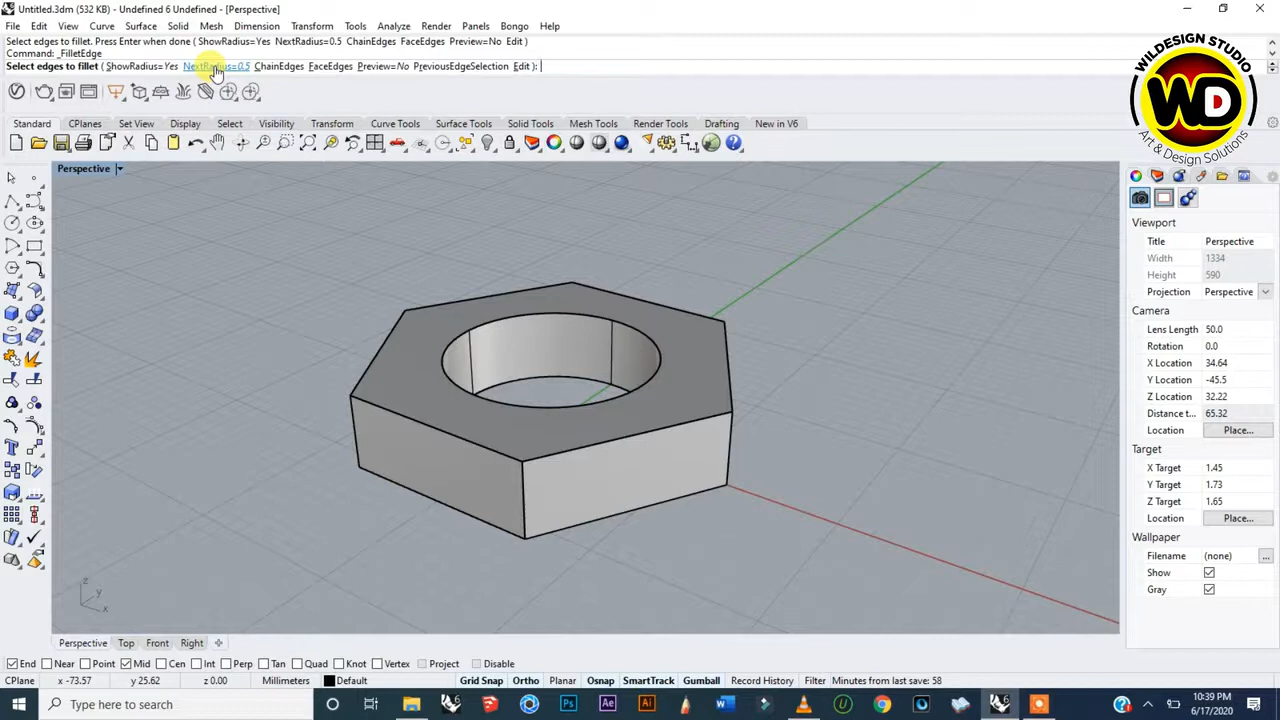 Untitled.3dm (532 KB) - Undefined 6 Undefined - [Perspective]
File Edit View Curve Surface Solid Mesh Dimension Transform Tools Analyze Render Panels Bongo Help
Select edges to fillet. Press Enter when done ( ShowRadius=Yes NextRadius=0.5 ChainEdges FaceEdges Preview=No Edit )
Command: _FilletEdge
Select edges to fillet ( ShowRadius=Yes NextRadius=0.5 ChainEdges FaceEdges Preview=No PreviousEdgeSelection Edit ):
WILDESIGN STUDIO
WD
Art & Design Solutions
Standard CPlanes Set View Display Select Visibility Transform Curve Tools Surface Tools Solid Tools Mesh Tools Render Tools Drafting New in V6
Perspective
Viewport
Title Perspective
Width 1334
Height 590
Projection Perspective
Camera
Lens Length 50.0
Rotation 0.0
X Location 34.64
Y Location -45.5
Z Location 32.22
Distance t... 65.32
Location Place...
Target
X Target 1.45
Y Target 1.73
Z Target 1.65
Location Place...
Wallpaper
Filename (none) ...
Show
Gray
z
y
x
Perspective Top Front Right
End Near Point Mid Cen Int Perp Tan Quad Knot Vertex Project Disable
CPlane x -73.57 y 25.62 z 0.00 Millimeters Default Grid Snap Ortho Planar Osnap SmartTrack Gumball Record History Filter Minutes from last save: 58
Type here to search
10:39 PM
6/17/2020